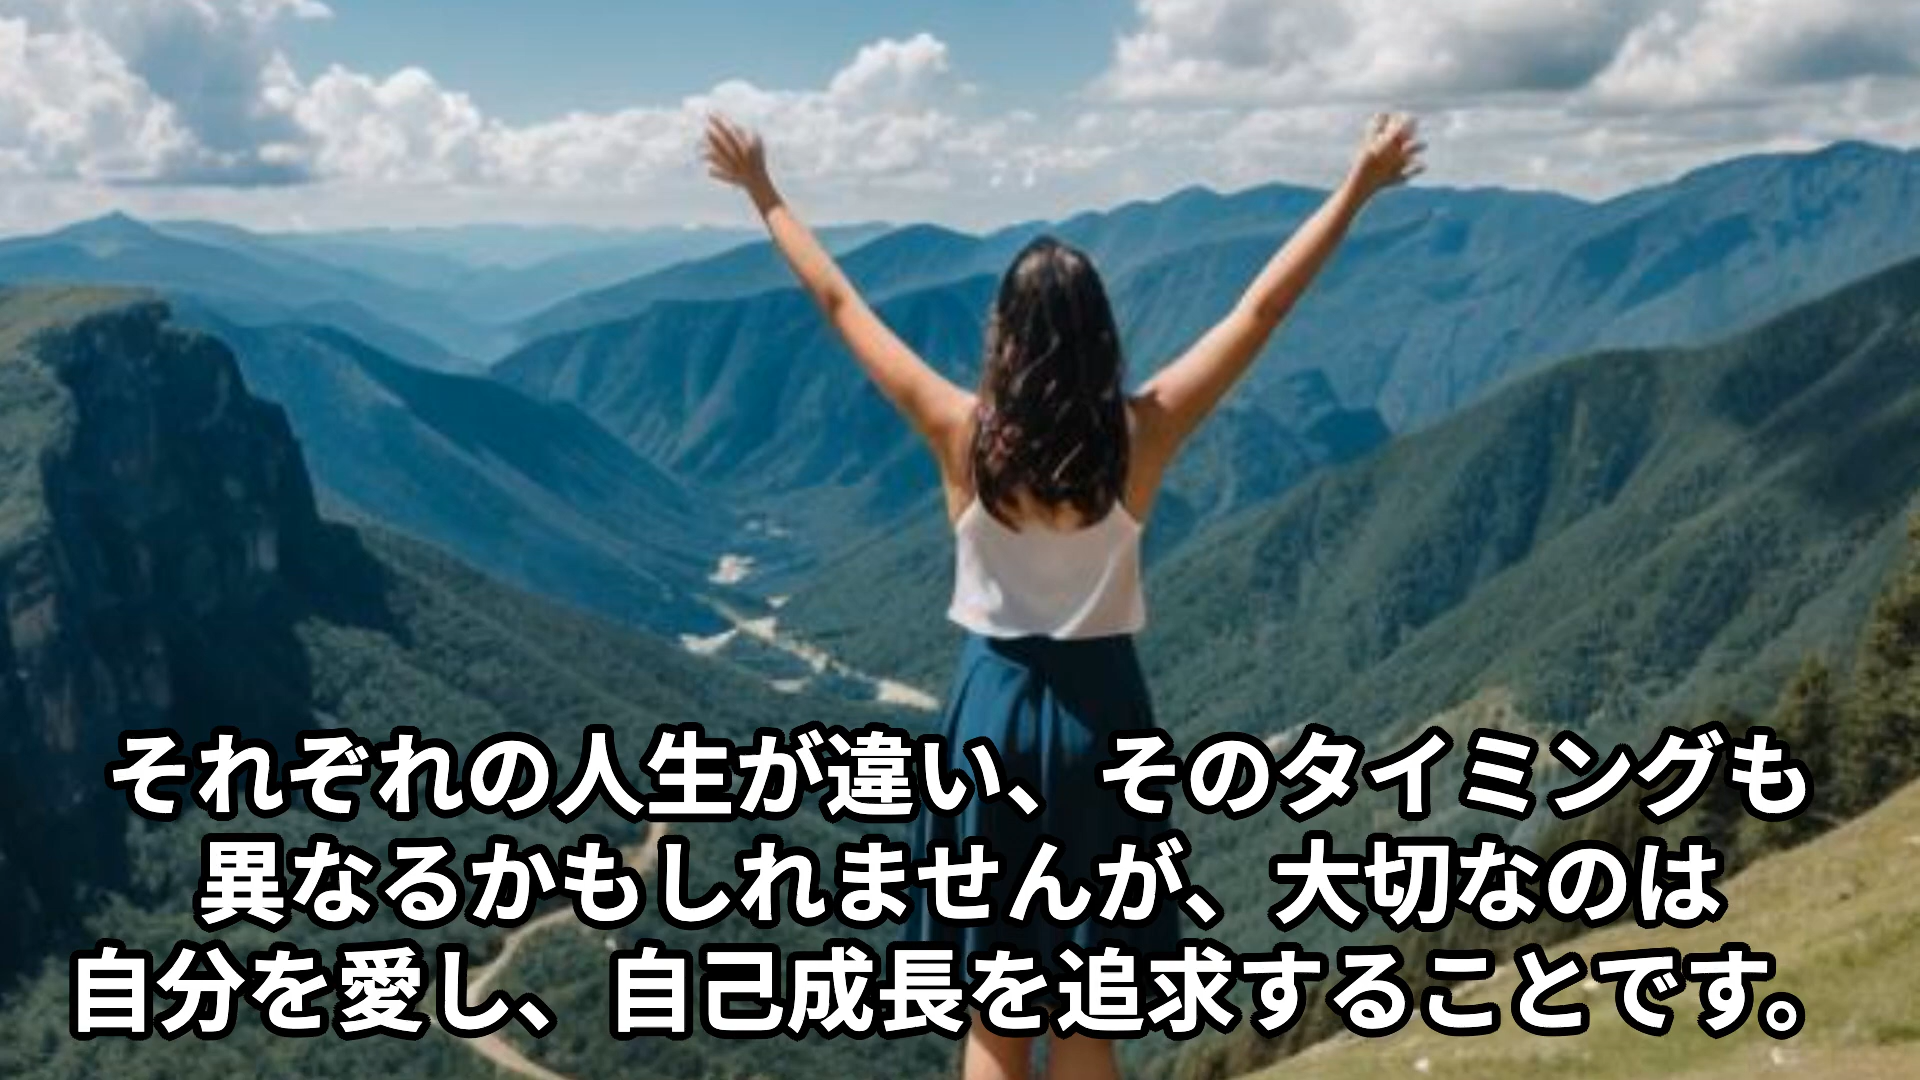 それぞれの人生が違い、そのタイミングも
異なるかもしれませんが、大切なのは
自分を愛し、自己成長を追求することです。